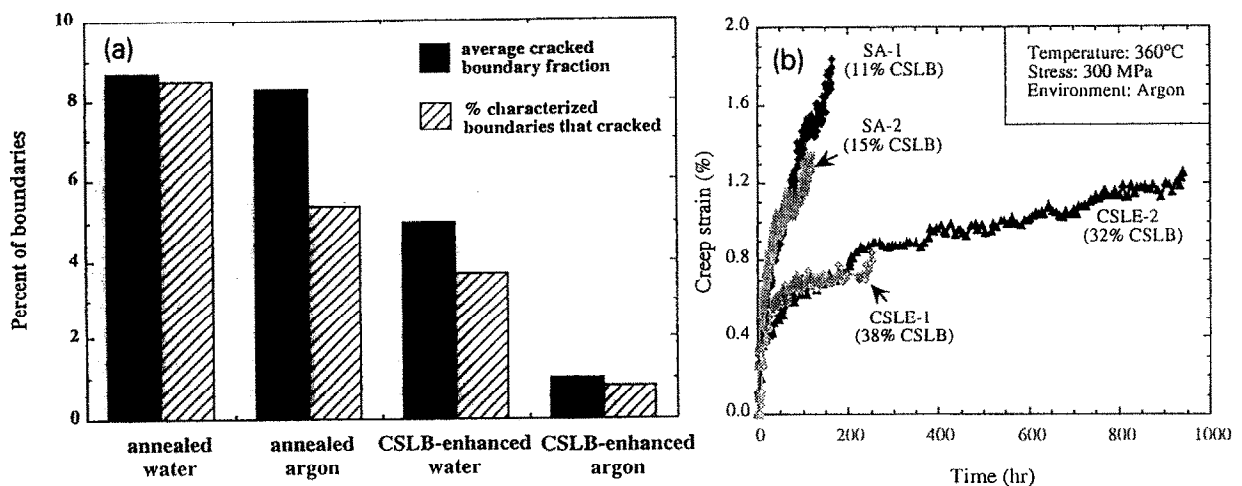 (a)
10
8
6
4
2
0
Percent of boundaries
average cracked
boundary fraction
% characterized
boundaries that cracked
annealed
water
annealed
argon
CSLB-enhanced
water
CSLB-enhanced
argon
(b)
2.0
1.6
1.2
0.8
0.4
0.0
Creep strain (%)
SA-1
(11% CSLB)
SA-2
(15% CSLB)
Temperature: 360°C
Stress: 300 MPa
Environment: Argon
CSLE-2
(32% CSLB)
CSLE-1
(38% CSLB)
0
200
400
600
800
1000
Time (hr)